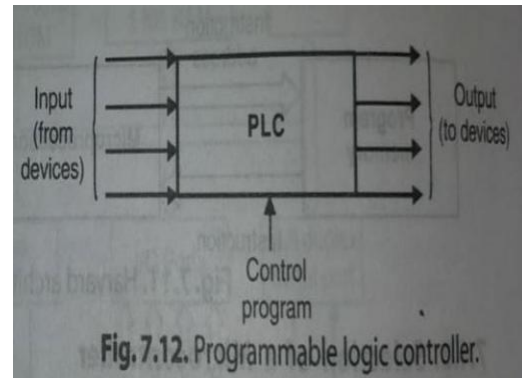 Input
(from
devices)
PLC
Output
(to devices)
Control
program
Fig. 7.12. Programmable logic controller.